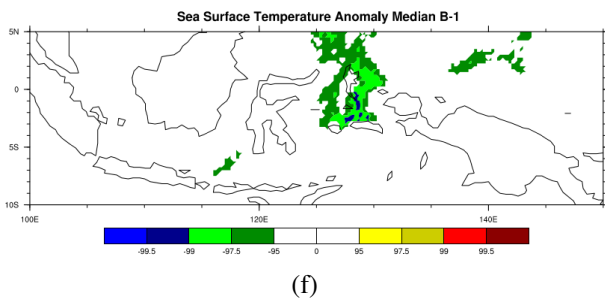 Sea Surface Temperature Anomaly Median B-1
5N
0
5S
10S
100E 120E 140E
-99.5 -99 -97.5 -95 0 95 97.5 99 99.5
(f)